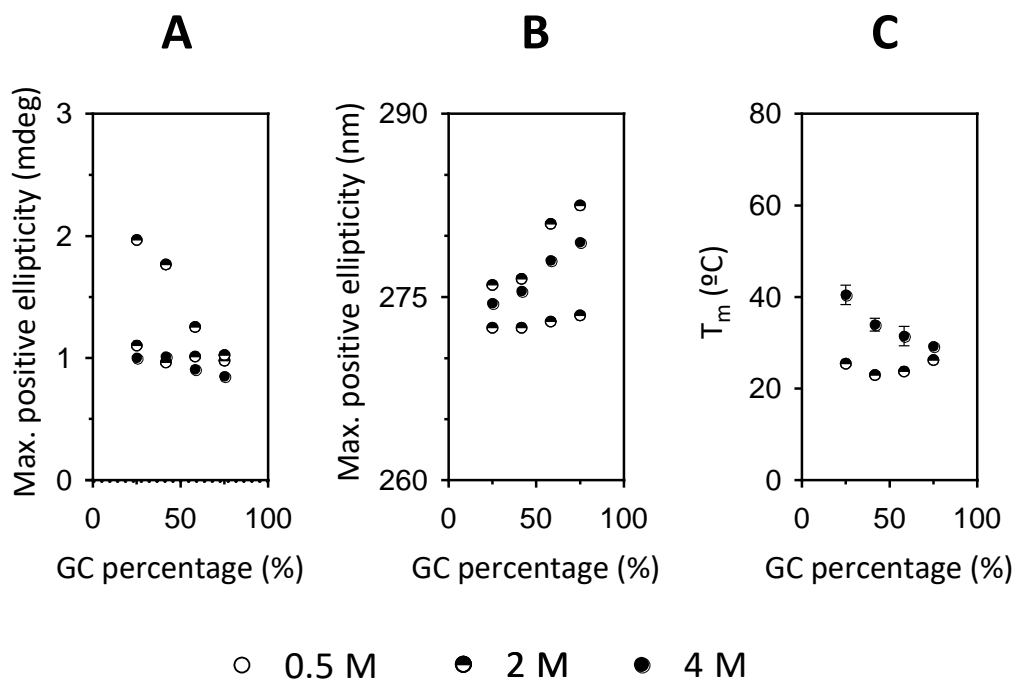 A
B
C
Max. positive ellipticity (mdeg)
3
2
1
0
0
50
100
GC percentage (%)
Max. positive ellipticity (nm)
290
275
260
0
50
100
GC percentage (%)
Tm (ºC)
80
60
40
20
0
0
50
100
GC percentage (%)
0.5 M
2 M
4 M